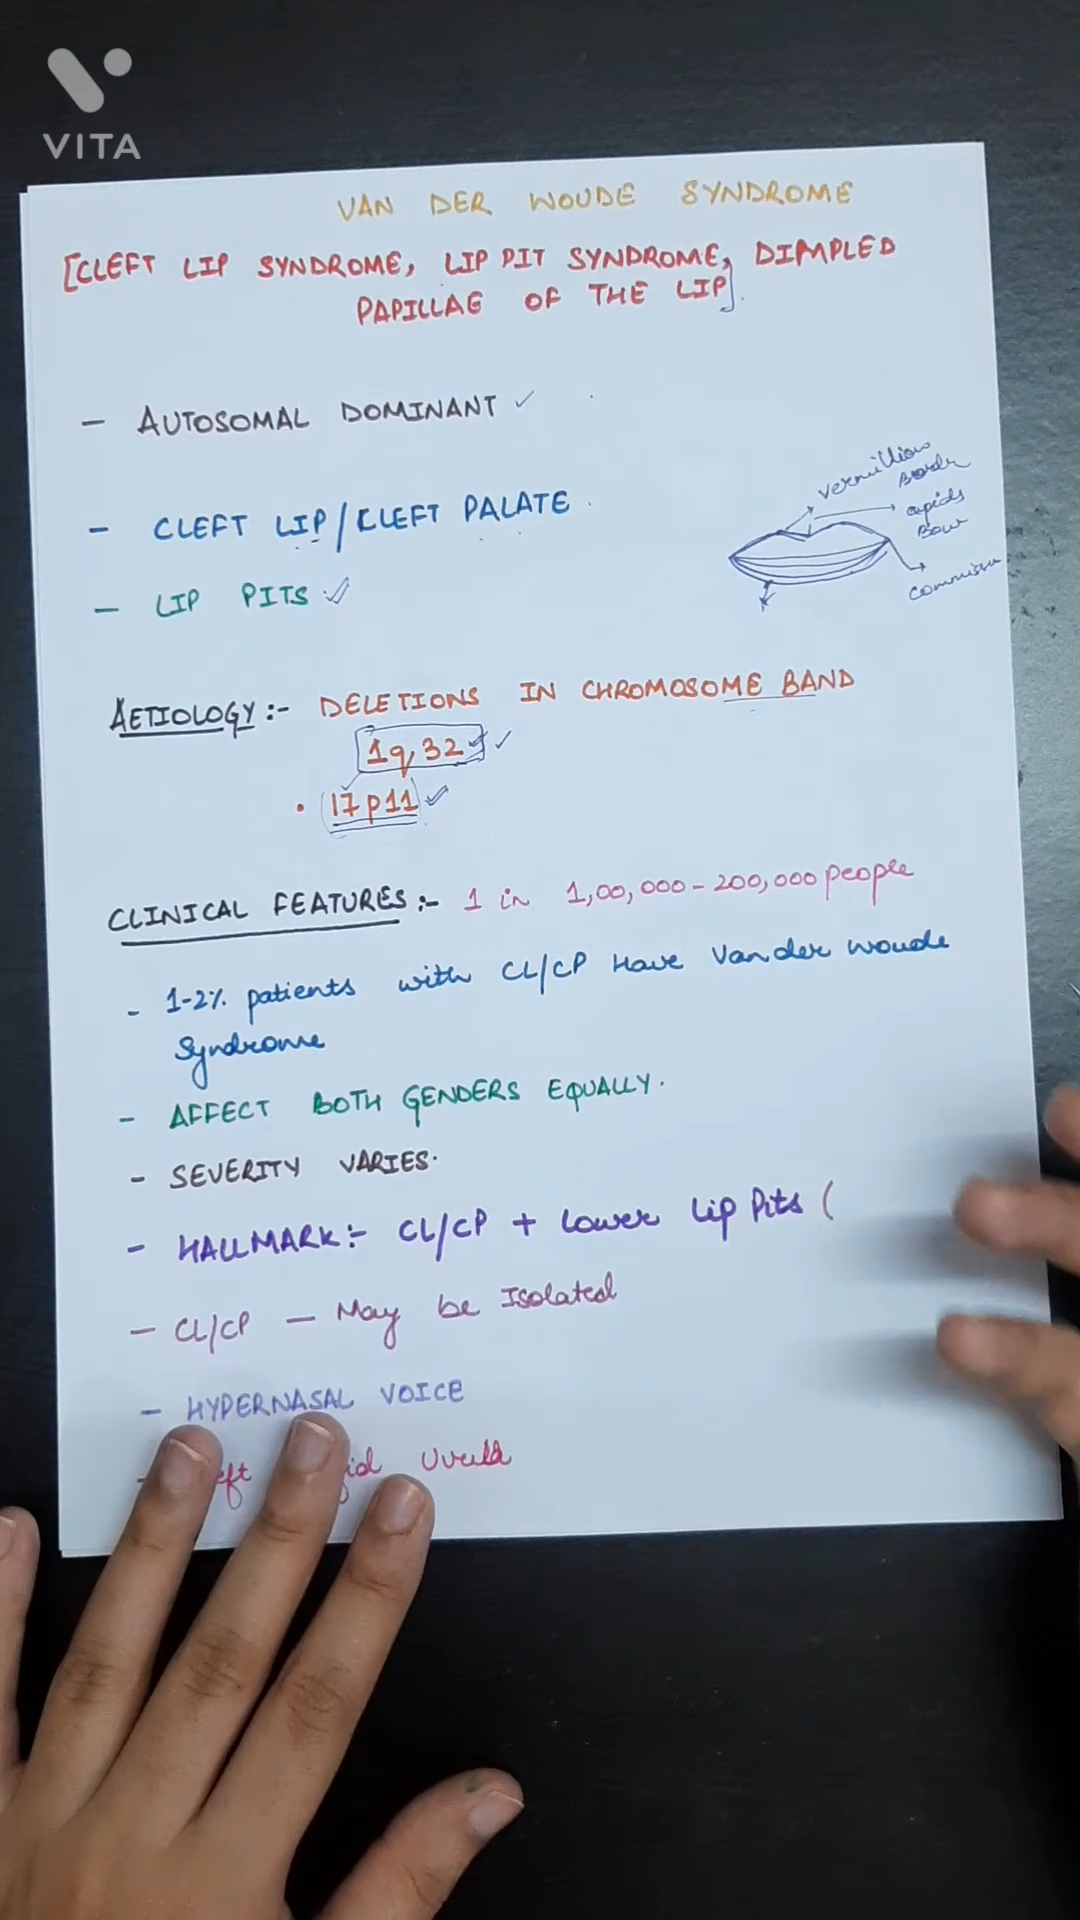 VITA
VAN DER WOUDE SYNDROME
[CLEFT LIP SYNDROME, LIP PIT SYNDROME, DIMPLED
PAPILLAE OF THE LIP].
- AUTOSOMAL DOMINANT ✓
- CLEFT LIP/CLEFT PALATE
- LIP PITS ✓
vermillion
Border
cupids
Bow
AETIOLOGY:- DELETIONS IN CHROMOSOME BAND
1q,32 ✓
• 17p11 ✓
CLINICAL FEATURES:- 1 in 1,00,000-200,000 people
- 1-2% patients with CL/CP Have Van der woude
Syndrome
- AFFECT BOTH GENDERS EQUALLY.
- SEVERITY VARIES.
- HALLMARK:- CL/CP + Lower Lip Pits (
- CL/CP - May be Isolated
- HYPERNASAL VOICE
Uvula